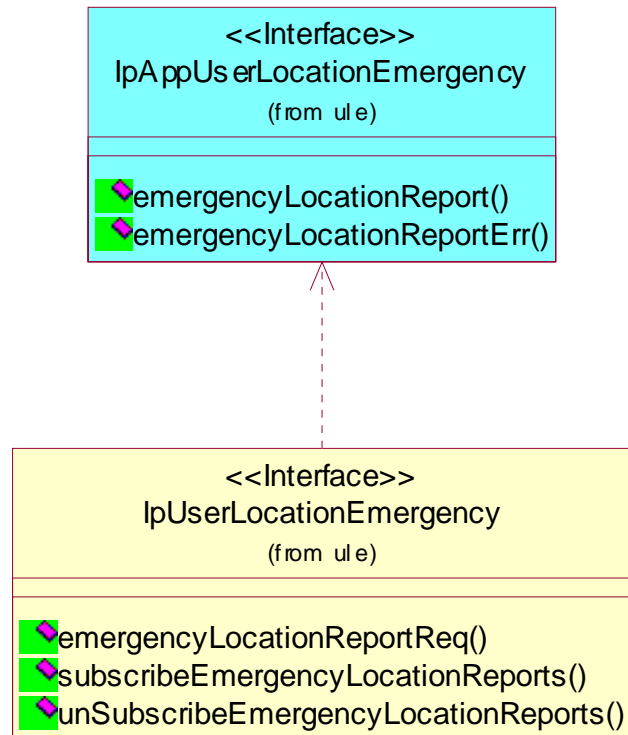 <<Interface>>
IpAppUserLocationEmergency
(from ule)
emergencyLocationReport()
emergencyLocationReportErr()
<<Interface>>
IpUserLocationEmergency
(from ule)
emergencyLocationReportReq()
subscribeEmergencyLocationReports()
unSubscribeEmergencyLocationReports()